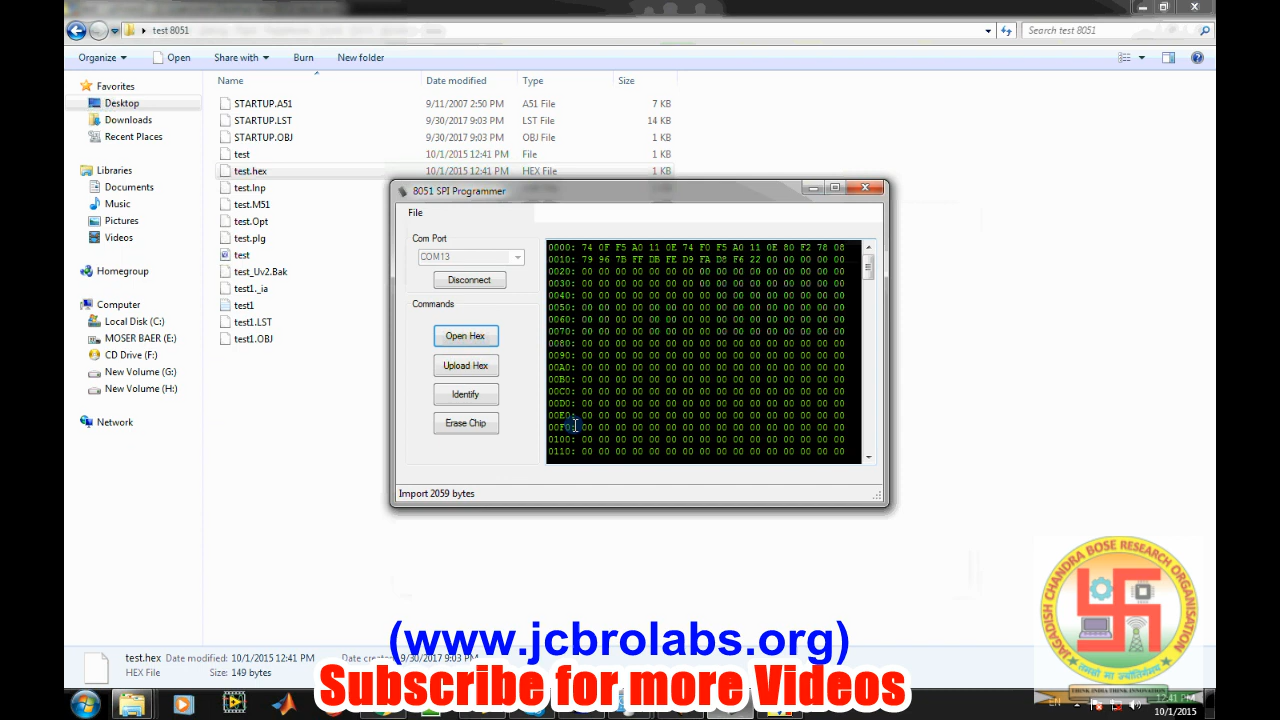 test 8051
Search test 8051
Organize
Open
Share with
Burn
New folder
Name Date modified Type Size
Favorites
Desktop
Downloads
Recent Places
Libraries
Documents
Music
Pictures
Videos
Homegroup
Computer
Local Disk (C:)
MOSER BAER (E:)
CD Drive (F:)
New Volume (G:)
New Volume (H:)
Network
STARTUP.A51 9/11/2007 2:50 PM A51 File 7 KB
STARTUP.LST 9/30/2017 9:03 PM LST File 14 KB
STARTUP.OBJ 9/30/2017 9:03 PM OBJ File 1 KB
test 10/1/2015 12:41 PM File 1 KB
test.hex 10/1/2015 12:41 PM HEX File 1 KB
test.lnp
test.M51
test.Opt
test.plg
test
test_Uv2.Bak
test1._ia
test1
test1.LST
test1.OBJ
8051 SPI Programmer
File
Com Port
COM13
Disconnect
Commands
Open Hex
Upload Hex
Identify
Erase Chip
0000: 74 0F F5 A0 11 0E 74 F0 F5 A0 11 0E 80 F2 78 08
0010: 79 96 7B FF DB FE D9 FA D8 F6 22 00 00 00 00 00
0020: 00 00 00 00 00 00 00 00 00 00 00 00 00 00 00 00
0030: 00 00 00 00 00 00 00 00 00 00 00 00 00 00 00 00
0040: 00 00 00 00 00 00 00 00 00 00 00 00 00 00 00 00
0050: 00 00 00 00 00 00 00 00 00 00 00 00 00 00 00 00
0060: 00 00 00 00 00 00 00 00 00 00 00 00 00 00 00 00
0070: 00 00 00 00 00 00 00 00 00 00 00 00 00 00 00 00
0080: 00 00 00 00 00 00 00 00 00 00 00 00 00 00 00 00
0090: 00 00 00 00 00 00 00 00 00 00 00 00 00 00 00 00
00A0: 00 00 00 00 00 00 00 00 00 00 00 00 00 00 00 00
00B0: 00 00 00 00 00 00 00 00 00 00 00 00 00 00 00 00
00C0: 00 00 00 00 00 00 00 00 00 00 00 00 00 00 00 00
00D0: 00 00 00 00 00 00 00 00 00 00 00 00 00 00 00 00
00E0: 00 00 00 00 00 00 00 00 00 00 00 00 00 00 00 00
00F0: 00 00 00 00 00 00 00 00 00 00 00 00 00 00 00 00
0100: 00 00 00 00 00 00 00 00 00 00 00 00 00 00 00 00
0110: 00 00 00 00 00 00 00 00 00 00 00 00 00 00 00 00
Import 2059 bytes
JAGADISH CHANDRA BOSE RESEARCH ORGANISATION
THINK INDIA THINK INNOVATION
(www.jcbrolabs.org)
Subscribe for more Videos
test.hex Date modified: 10/1/2015 12:41 PM Date created: 9/30/2017 9:03 PM
HEX File Size: 149 bytes
12:41 PM
10/1/2015